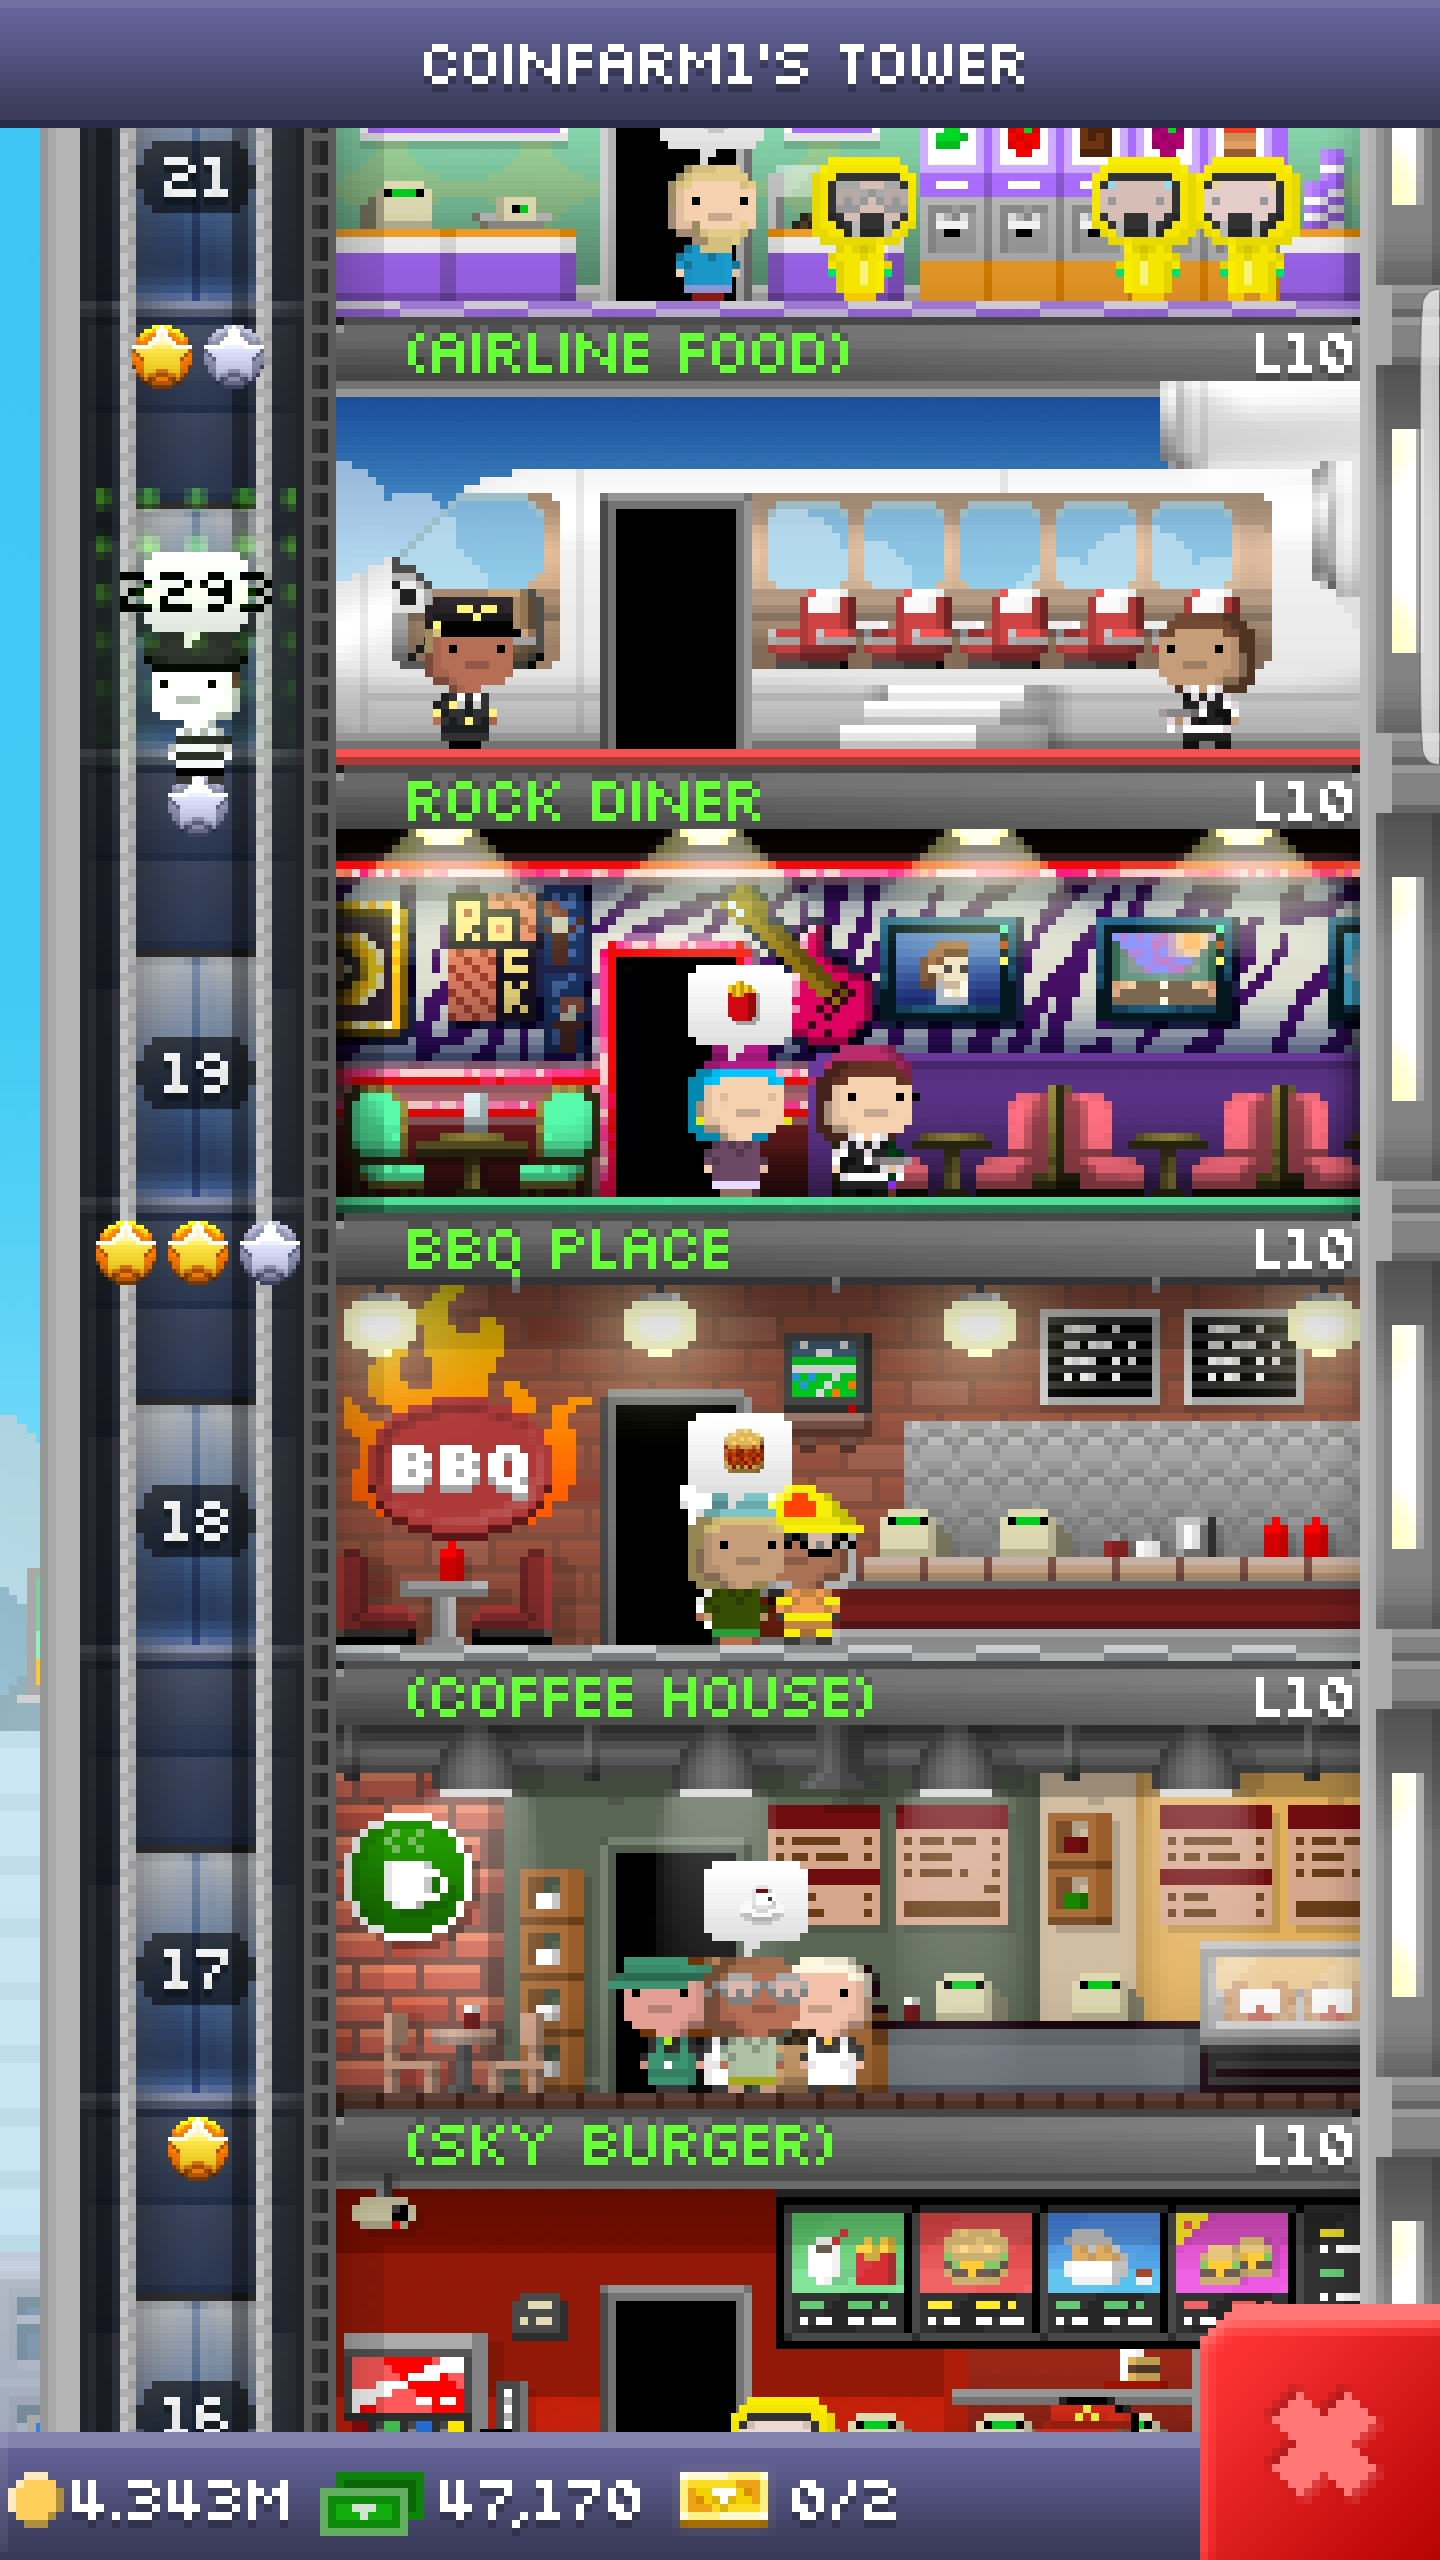 COINFARM1'S TOWER
21
(AIRLINE FOOD) L10
2293
ROCK DINER L10
ROCK
19
BBQ PLACE L10
BBQ
18
(COFFEE HOUSE) L10
17
(SKY BURGER) L10
16
4.343M 47,170 0/2